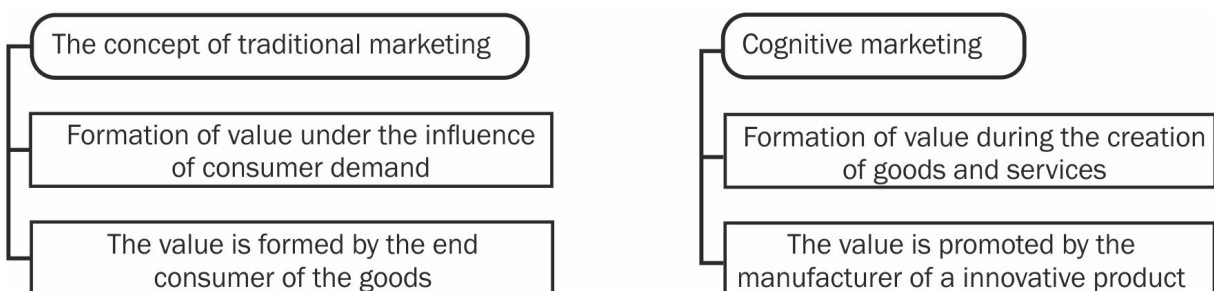 The concept of traditional marketing
Formation of value under the influence
of consumer demand
The value is formed by the end
consumer of the goods
Cognitive marketing
Formation of value during the creation
of goods and services
The value is promoted by the
manufacturer of a innovative product